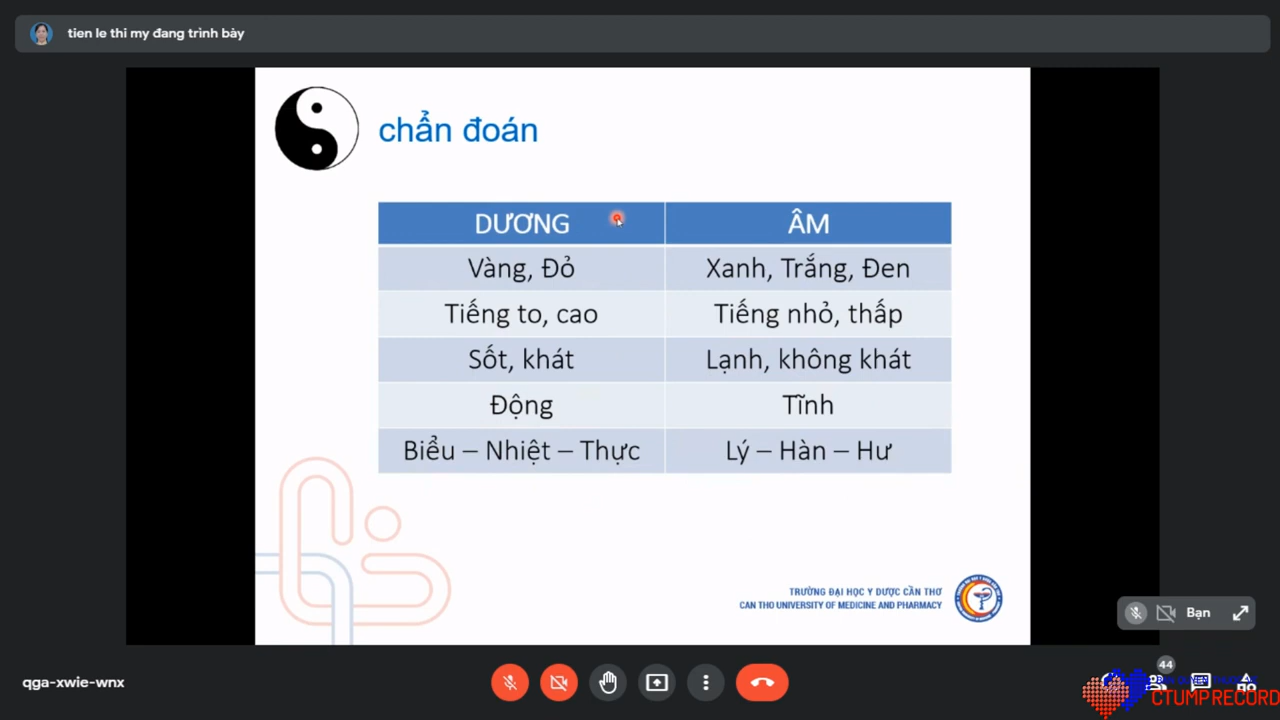 tien le thi my đang trình bày
chẩn đoán
DƯƠNG ÂM
Vàng, Đỏ Xanh, Trắng, Đen
Tiếng to, cao Tiếng nhỏ, thấp
Sốt, khát Lạnh, không khát
Động Tĩnh
Biểu – Nhiệt – Thực Lý – Hàn – Hư
TRƯỜNG ĐẠI HỌC Y DƯỢC CẦN THƠ
CAN THO UNIVERSITY OF MEDICINE AND PHARMACY
Bạn
qga-xwie-wnx
44
CTUMP RECORD